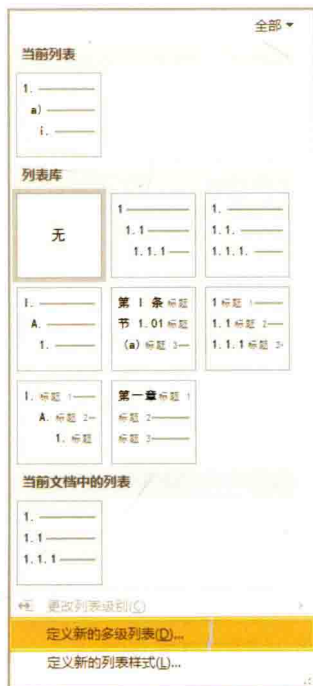 全部
当前列表
1.
a)
i.
列表库
无
1
1.1
1.1.1
1.
1.1.
1.1.1.
I.
A.
1.
第 I 条 标题
节 1.01 标题
(a) 标题 3
1 标题 1
1.1 标题 2
1.1.1 标题 3
I. 标题 1
A. 标题 2
1. 标题
第一章 标题 1
标题 2
标题 3
当前文档中的列表
1.
1.1
1.1.1
更改列表级别(C)
定义新的多级列表(D)...
定义新的列表样式(L)...